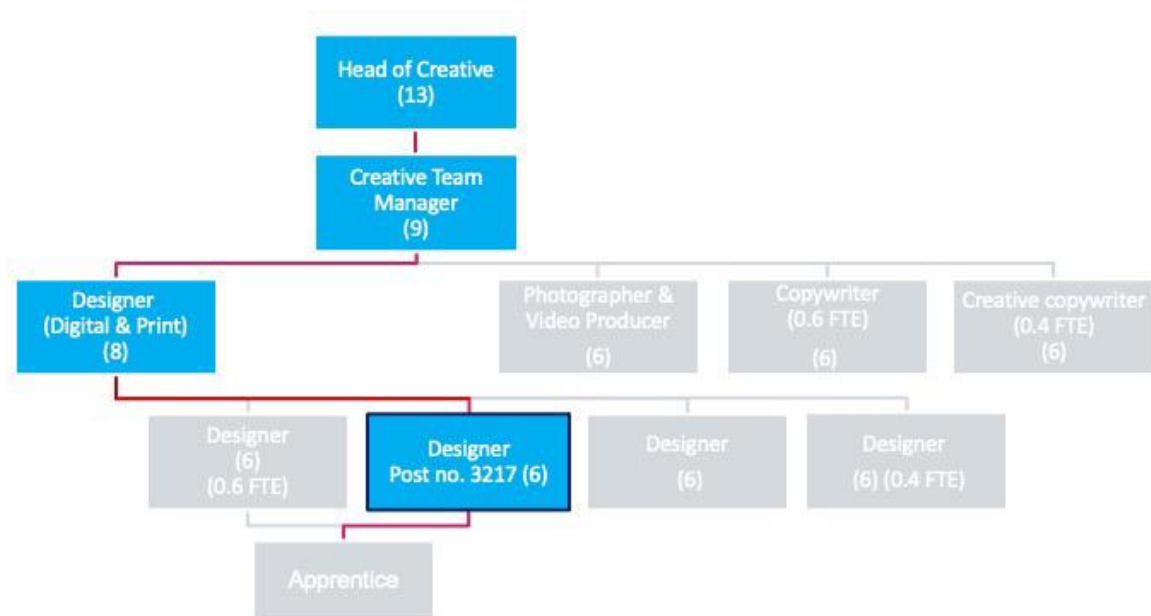 Head of Creative
(13)
Creative Team
Manager
(9)
Designer
(Digital & Print)
(8)
Photographer &
Video Producer
(6)
Copywriter
(0.6 FTE)
(6)
Creative copywriter
(0.4 FTE)
(6)
Designer
(6)
(0.6 FTE)
Designer
Post no. 3217 (6)
Designer
(6)
Designer
(6) (0.4 FTE)
Apprentice